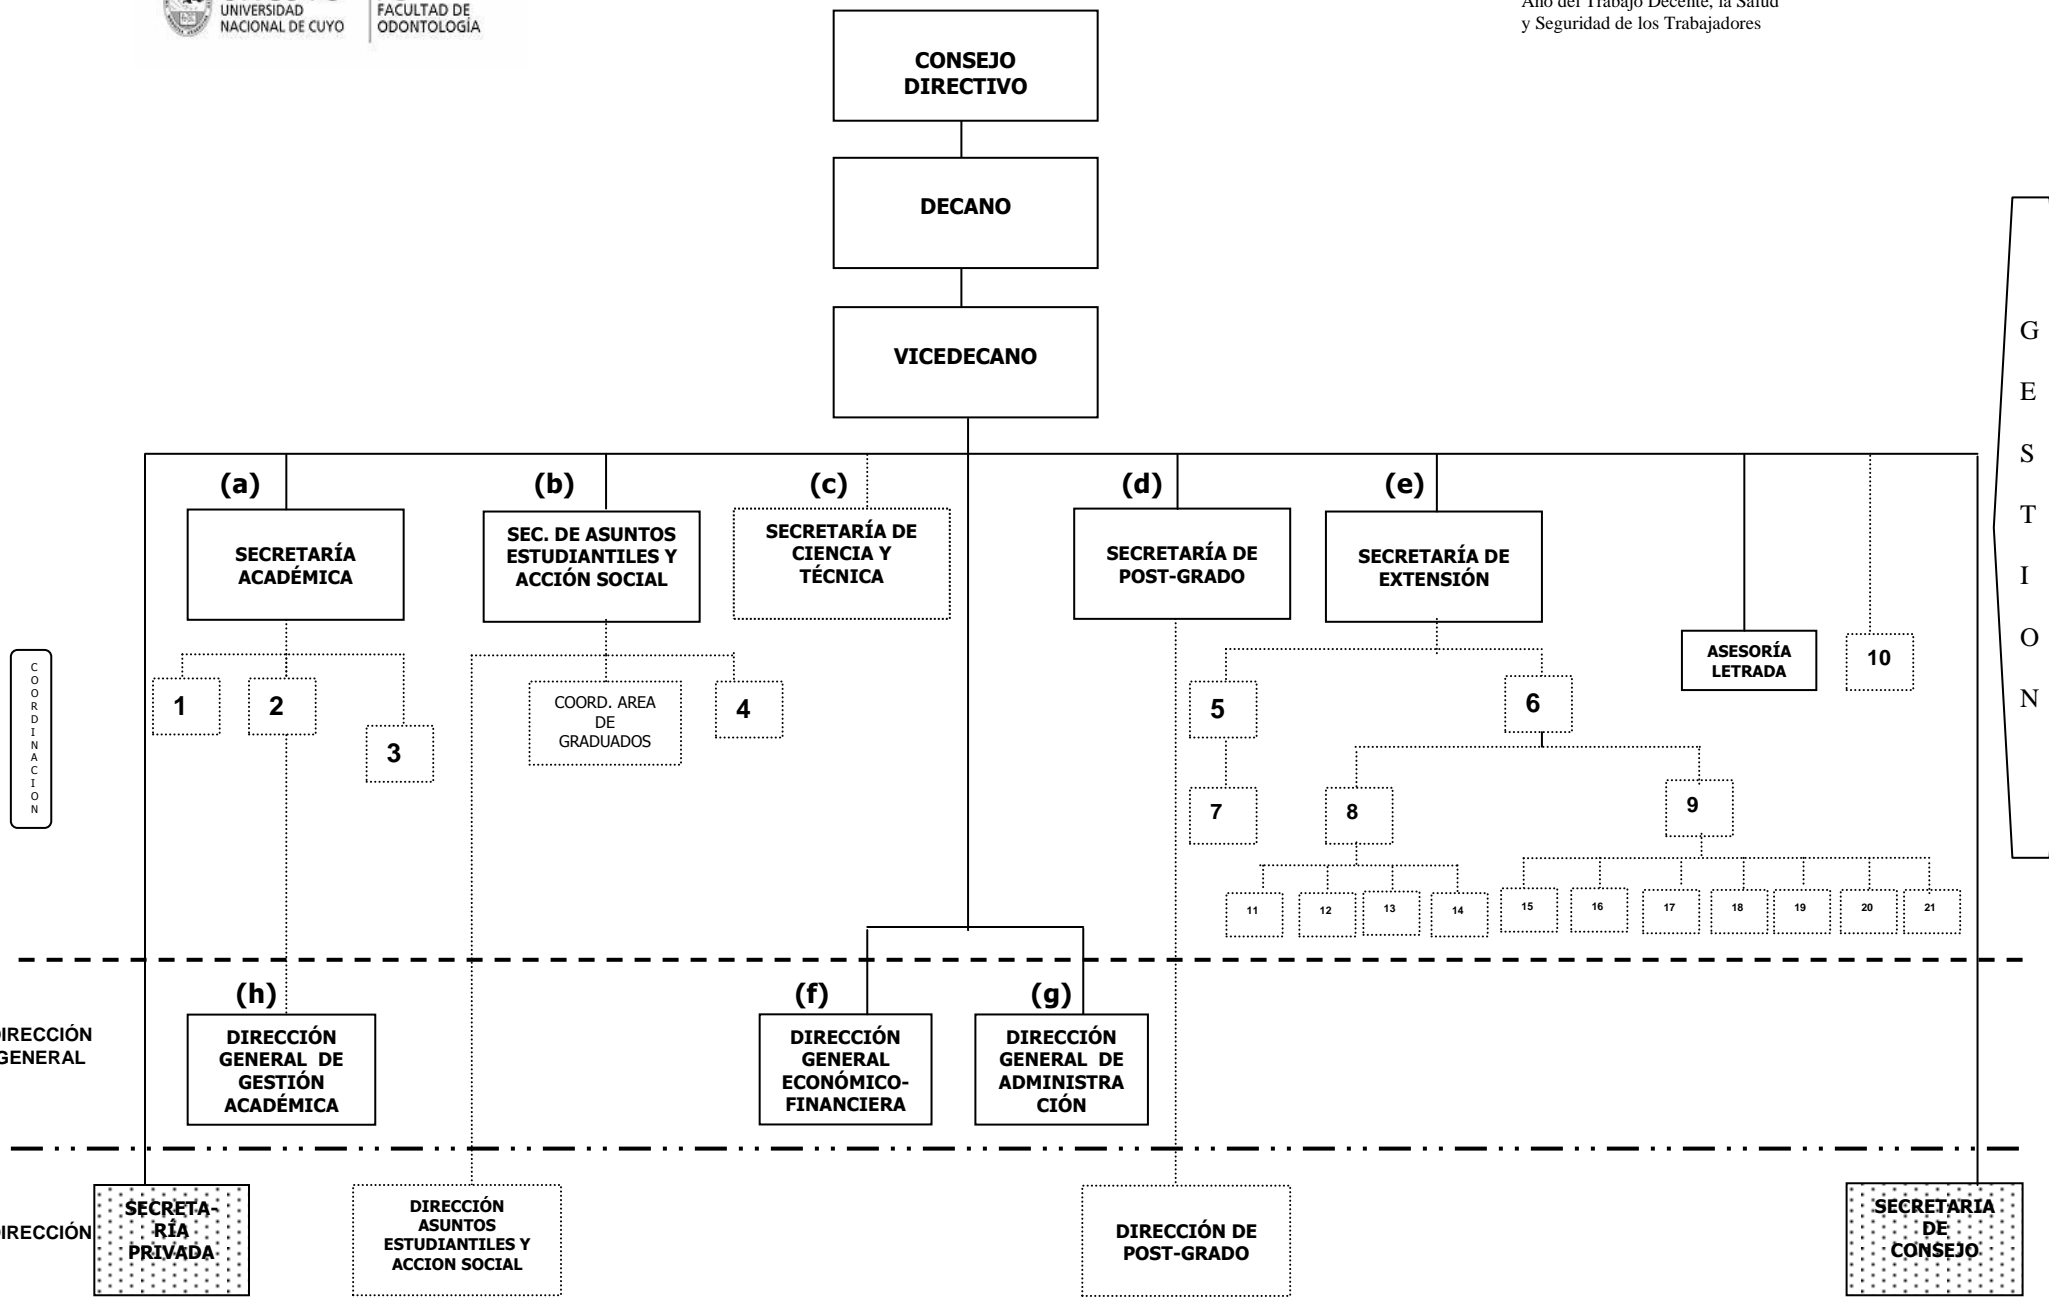 UNIVERSIDAD
NACIONAL DE CUYO
FACULTAD DE
ODONTOLOGÍA
Año del Trabajo Decente, la Salud
y Seguridad de los Trabajadores
CONSEJO
DIRECTIVO
DECANO
VICEDECANO
GESTION
(a)
(b)
(c)
(d)
(e)
SECRETARÍA
ACADÉMICA
SEC. DE ASUNTOS
ESTUDIANTILES Y
ACCIÓN SOCIAL
SECRETARÍA DE
CIENCIA Y
TÉCNICA
SECRETARÍA DE
POST-GRADO
SECRETARÍA DE
EXTENSIÓN
ASESORÍA
LETRADA
10
COORDINACION
1
2
3
COORD. AREA
DE
GRADUADOS
4
5
6
7
8
9
11
12
13
14
15
16
17
18
19
20
21
(h)
(f)
(g)
DIRECCIÓN
GENERAL
DIRECCIÓN
GENERAL DE
GESTIÓN
ACADÉMICA
DIRECCIÓN
GENERAL
ECONÓMICO-
FINANCIERA
DIRECCIÓN
GENERAL DE
ADMINISTRA
CIÓN
DIRECCIÓN
SECRETA-
RÍA
PRIVADA
DIRECCIÓN
ASUNTOS
ESTUDIANTILES Y
ACCION SOCIAL
DIRECCIÓN DE
POST-GRADO
SECRETARIA
DE
CONSEJO